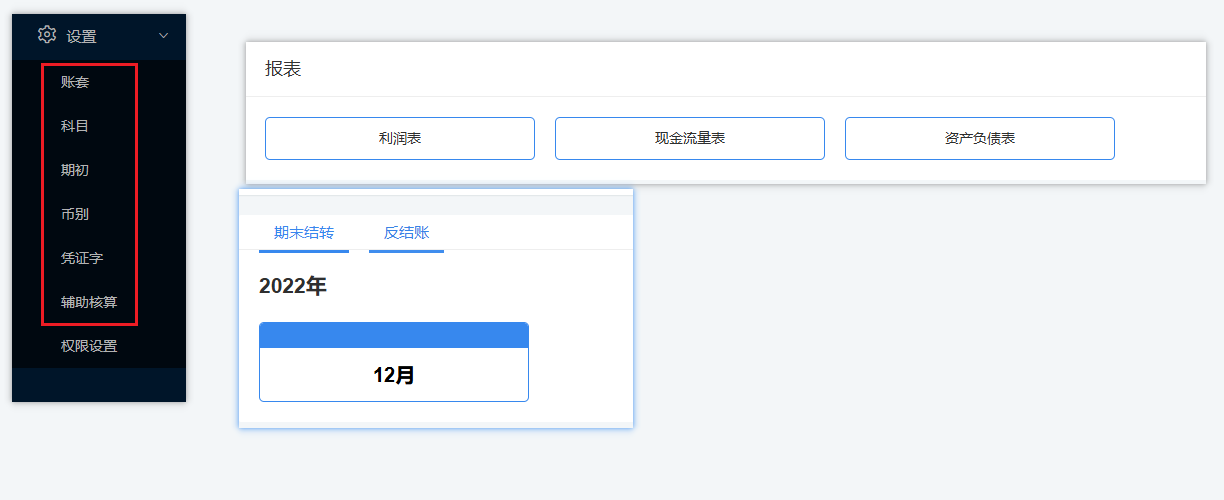 设置
账套
科目
期初
币别
凭证字
辅助核算
权限设置
报表
利润表 现金流量表 资产负债表
期末结转 反结账
2022年
12月